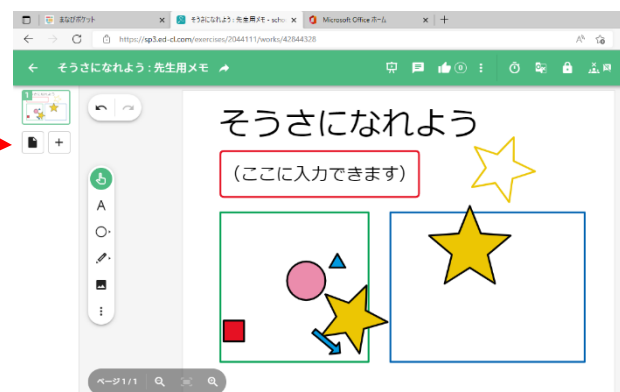 まなびポケット
そうさになれよう : 先生用メモ - scho
Microsoft Office ホーム
https://sp3.ed-cl.com/exercises/2044111/works/42844328
そうさになれよう : 先生用メモ
0
1
A
そうさになれよう
（ここに入力できます）
ページ 1 / 1